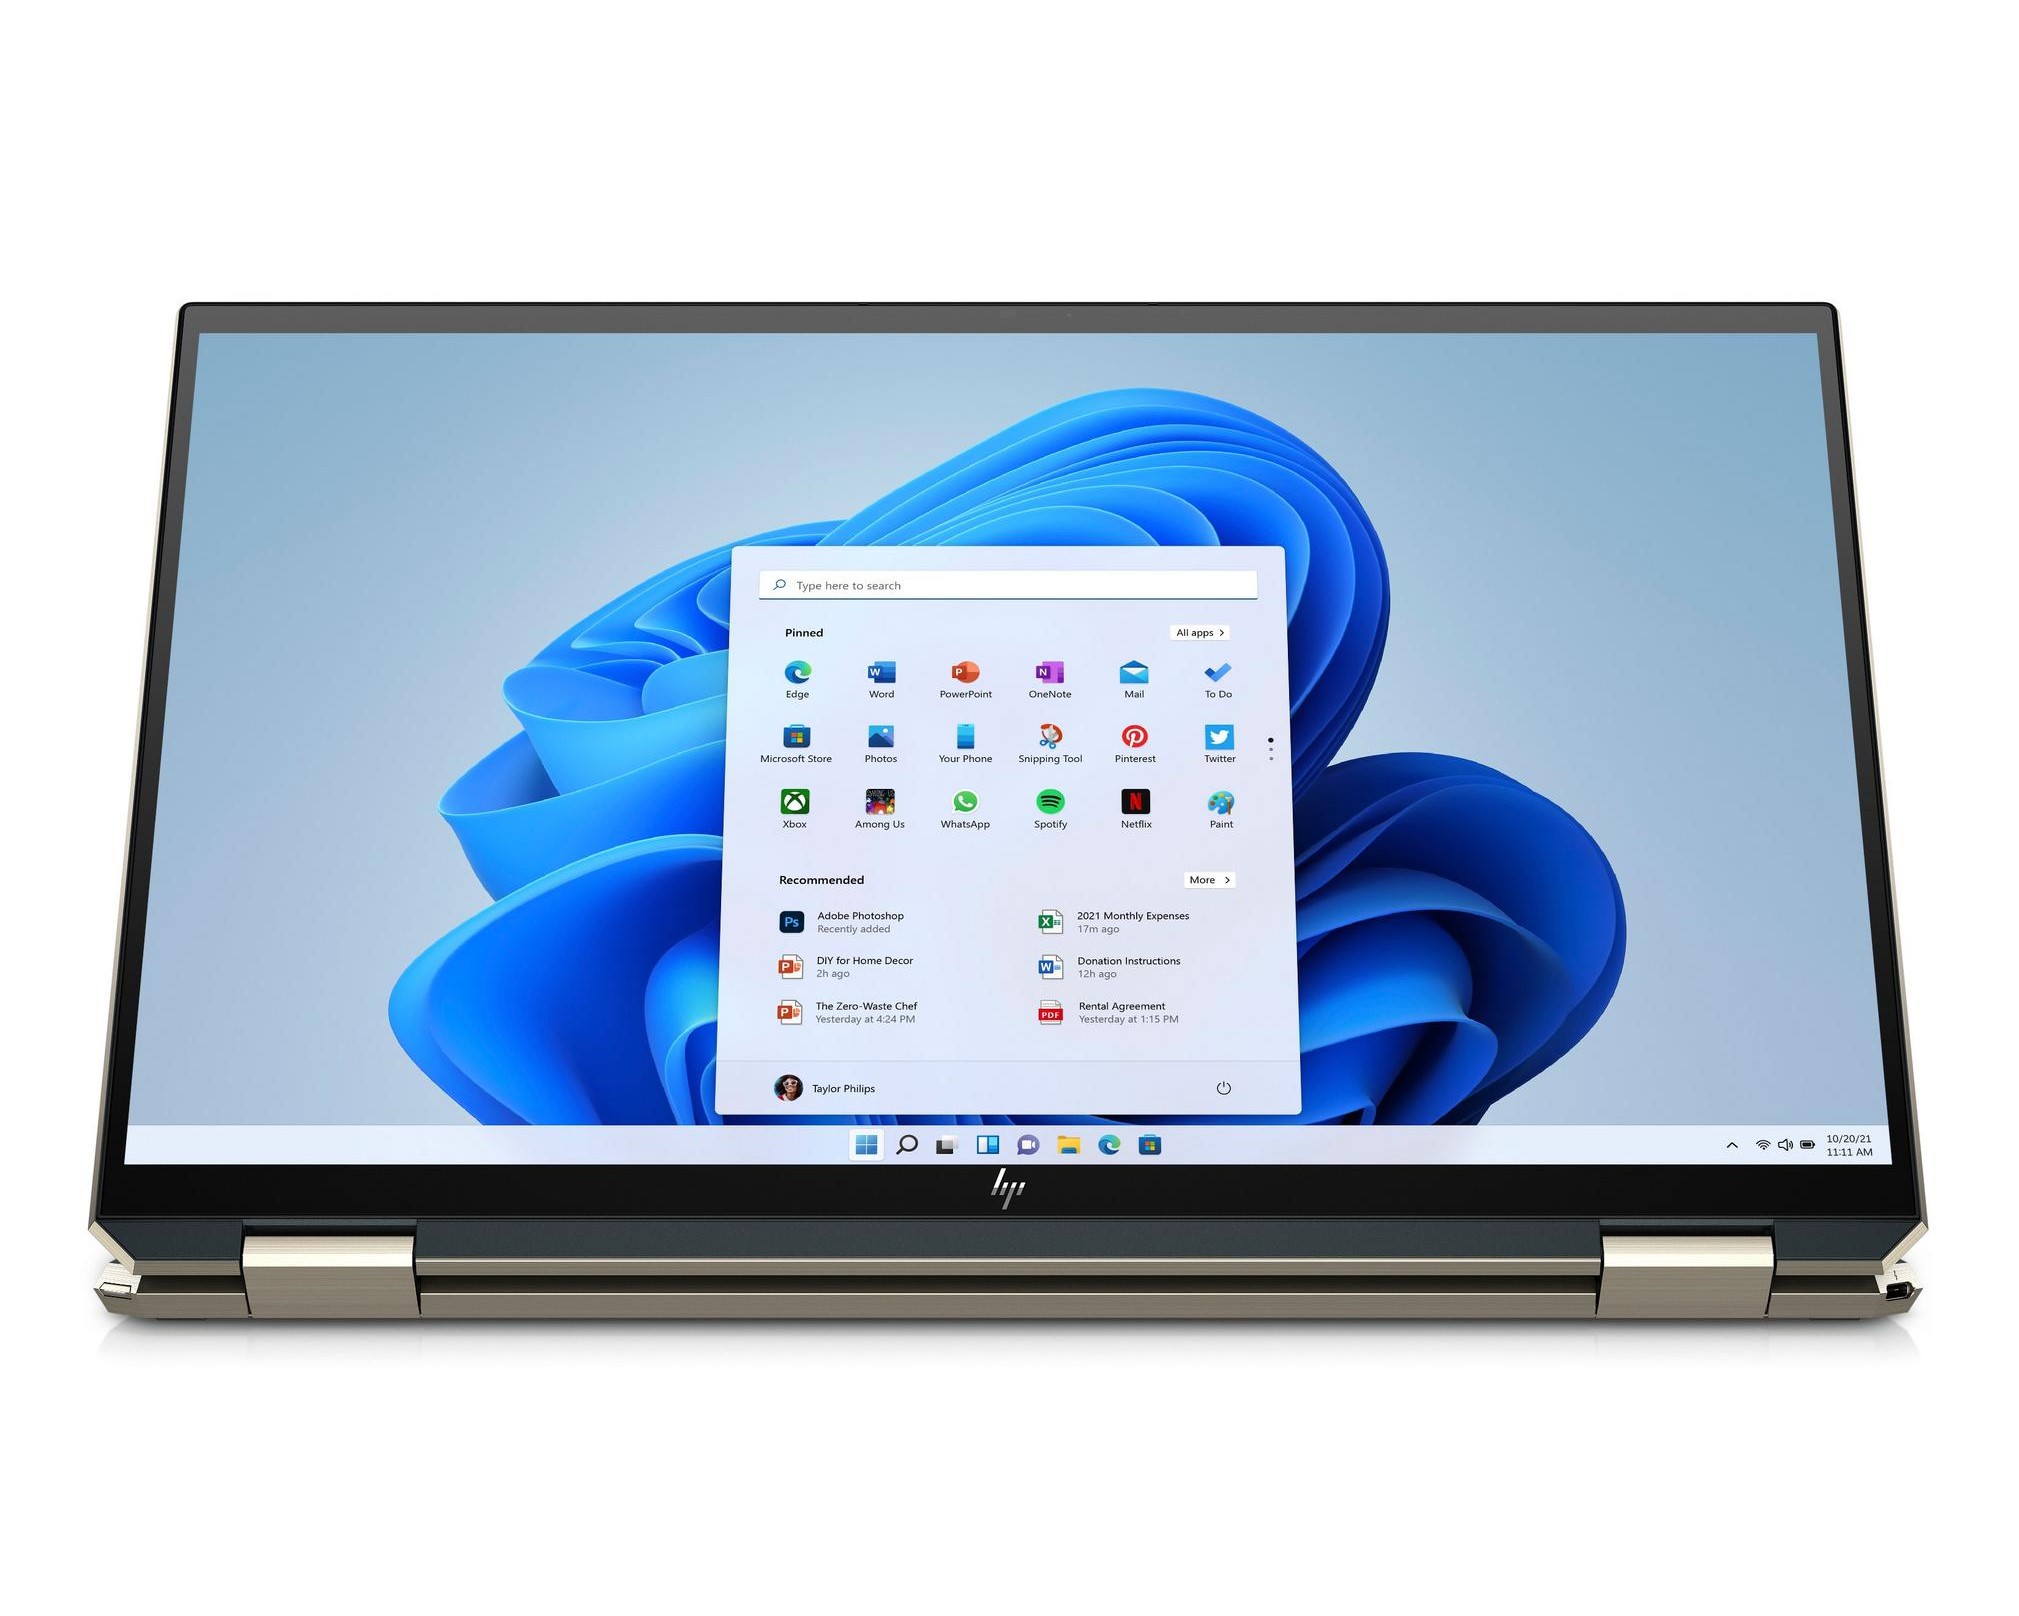 Type here to search
Pinned
All apps >
Edge
Word
PowerPoint
OneNote
Mail
To Do
Microsoft Store
Photos
Your Phone
Snipping Tool
Pinterest
Twitter
Xbox
Among Us
WhatsApp
Spotify
Netflix
Paint
Recommended
More >
Ps
Adobe Photoshop
Recently added
2021 Monthly Expenses
17m ago
DIY for Home Decor
2h ago
Donation Instructions
12h ago
The Zero-Waste Chef
Yesterday at 4:24 PM
PDF
Rental Agreement
Yesterday at 1:15 PM
Taylor Philips
10/20/21
11:11 AM
hp